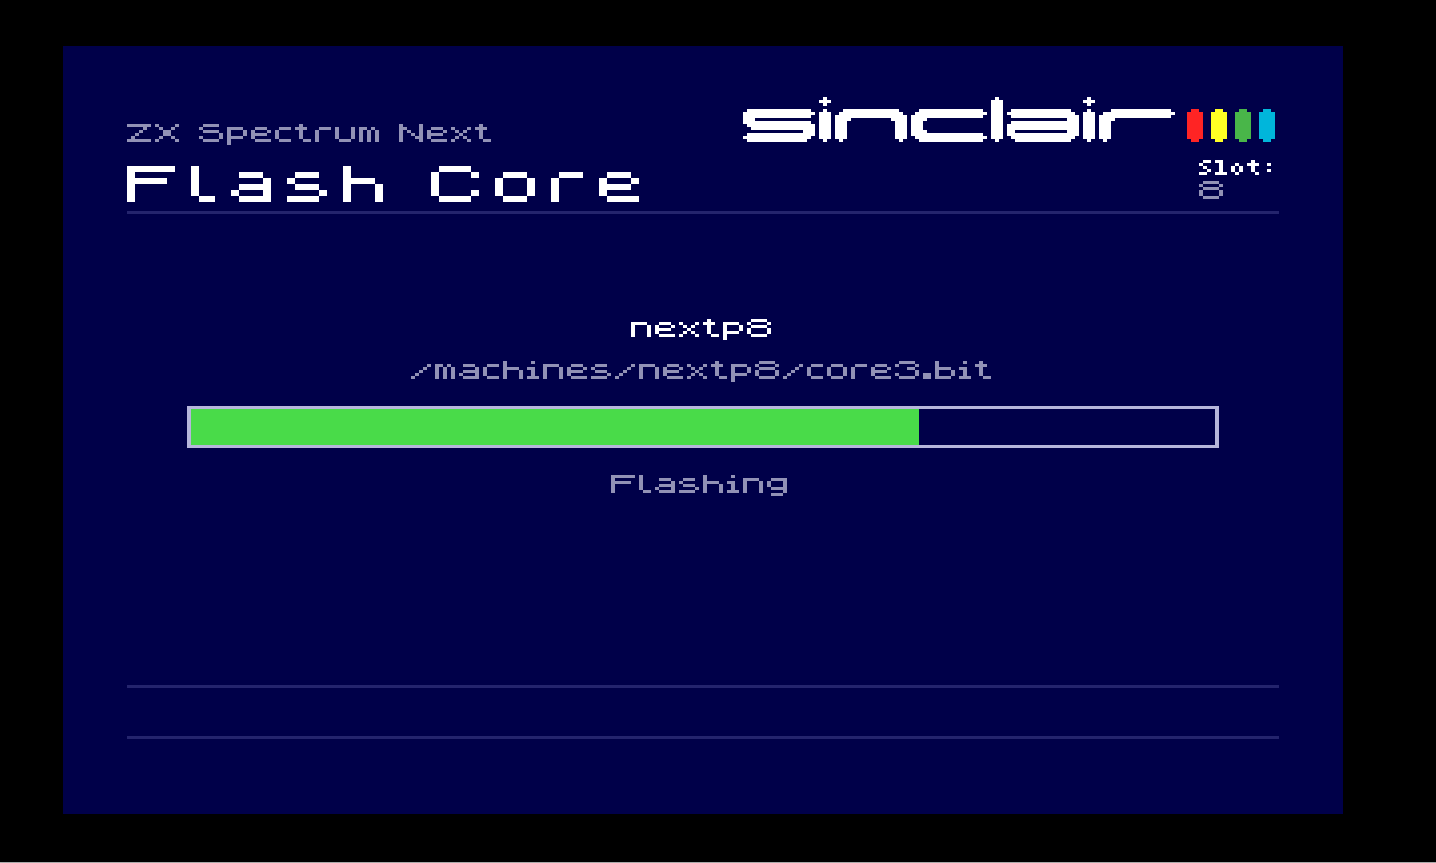 sinclair
ZX Spectrum Next
Flash Core
Slot:
8
nextp8
/machines/nextp8/core3.bit
Flashing